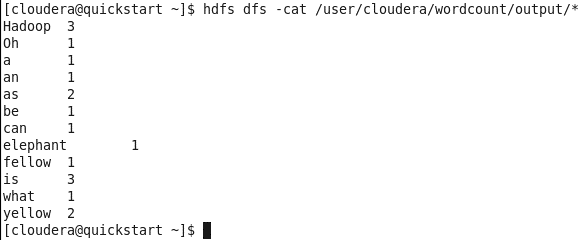 [cloudera@quickstart ~]$ hdfs dfs -cat /user/cloudera/wordcount/output/*
Hadoop  3
Oh      1
a       1
an      1
as      2
be      1
can     1
elephant        1
fellow  1
is      3
what    1
yellow  2
[cloudera@quickstart ~]$